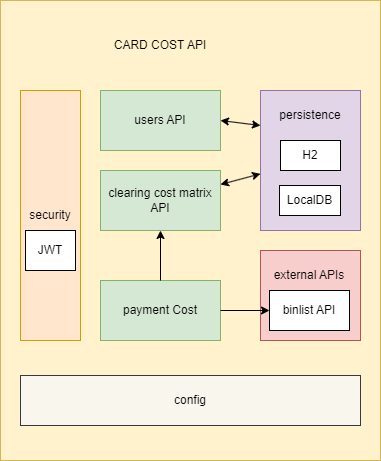 CARD COST API
users API
persistence
H2
clearing cost matrix
API
LocalDB
security
JWT
external APIs
payment Cost
binlist API
config